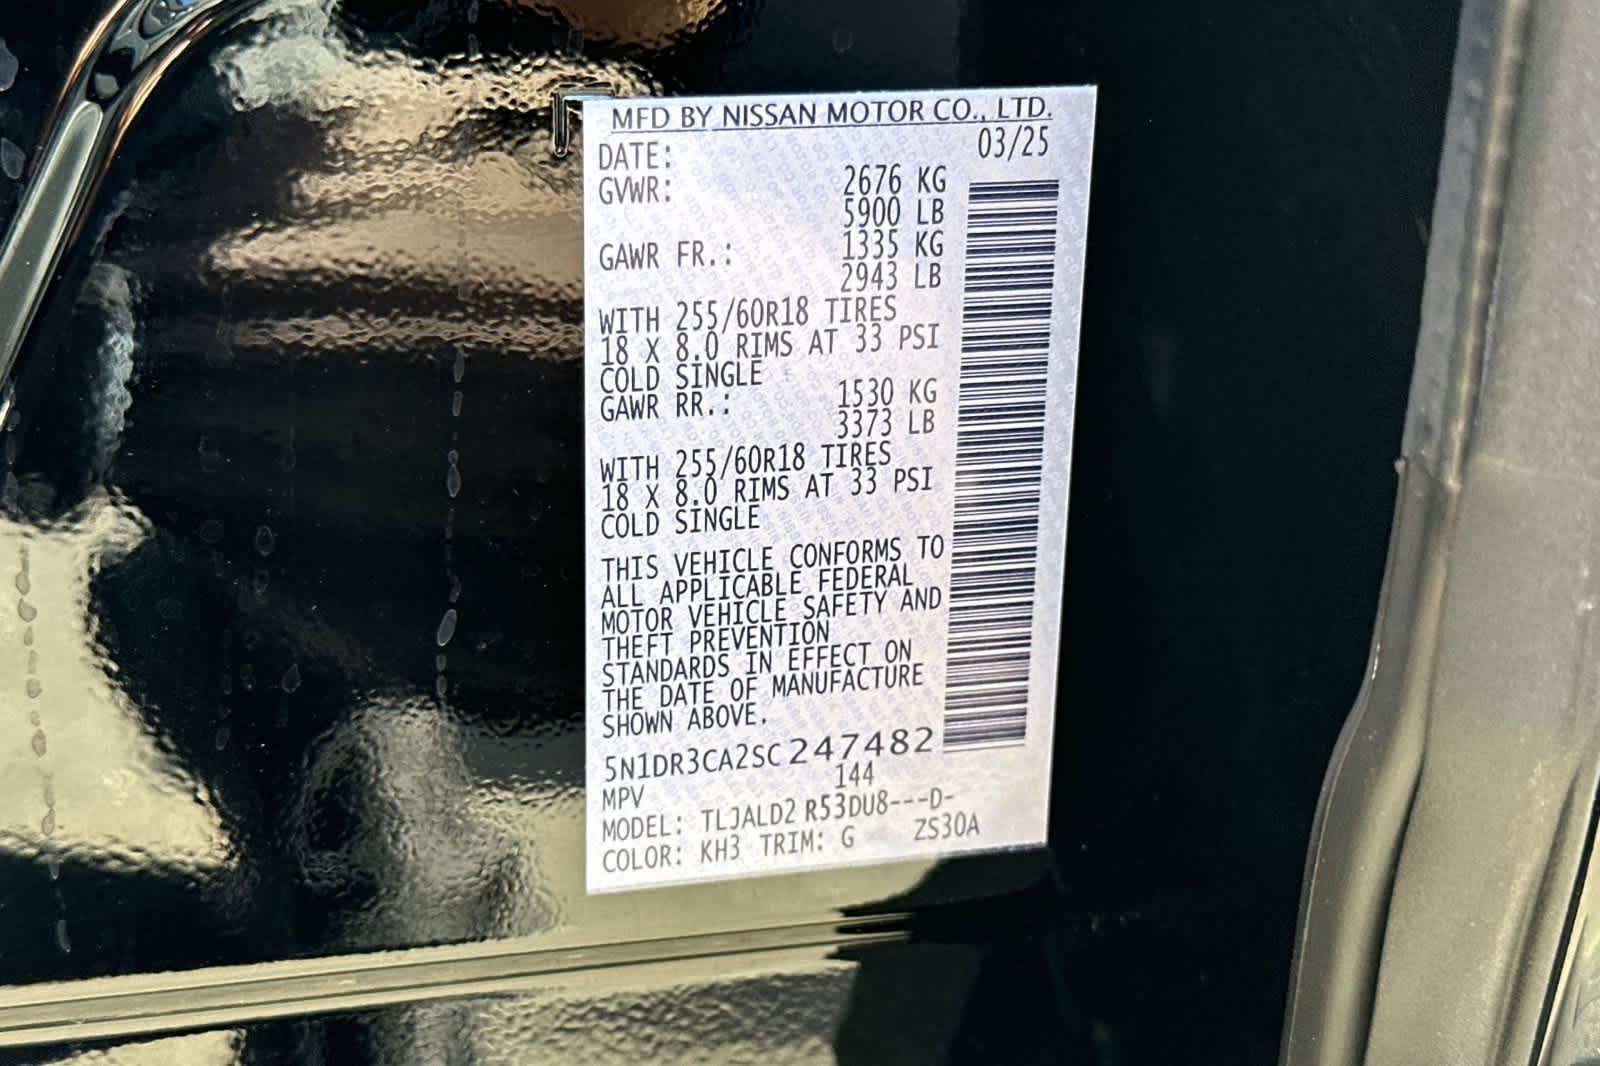 MFD BY NISSAN MOTOR CO., LTD.
DATE: 03/25
GVWR: 2676 KG
5900 LB
GAWR FR.: 1335 KG
2943 LB
WITH 255/60R18 TIRES
18 X 8.0 RIMS AT 33 PSI
COLD SINGLE
GAWR RR.: 1530 KG
3373 LB
WITH 255/60R18 TIRES
18 X 8.0 RIMS AT 33 PSI
COLD SINGLE
THIS VEHICLE CONFORMS TO
ALL APPLICABLE FEDERAL
MOTOR VEHICLE SAFETY AND
THEFT PREVENTION
STANDARDS IN EFFECT ON
THE DATE OF MANUFACTURE
SHOWN ABOVE.
5N1DR3CA2SC247482
MPV 144
MODEL: TLJALD2 R53DU8---D-
COLOR: KH3 TRIM: G ZS30A